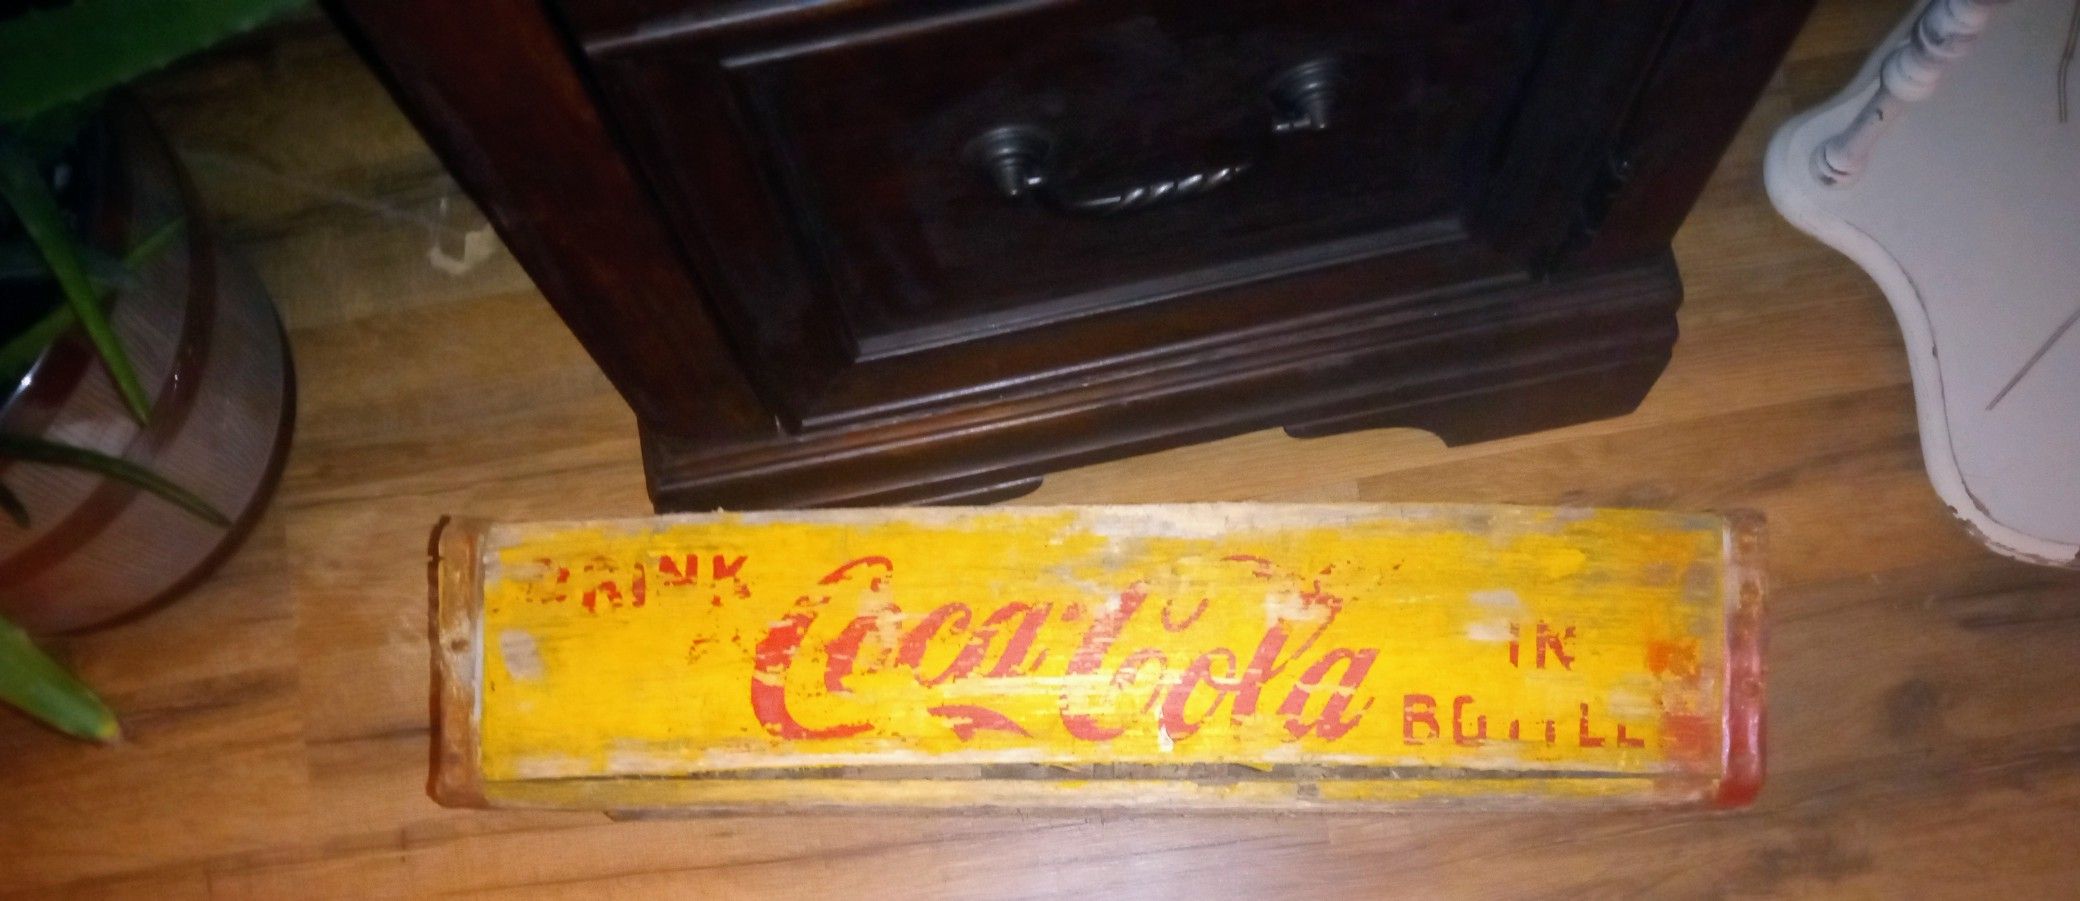 DRINK
Coca-Cola
IN
BOTTLE